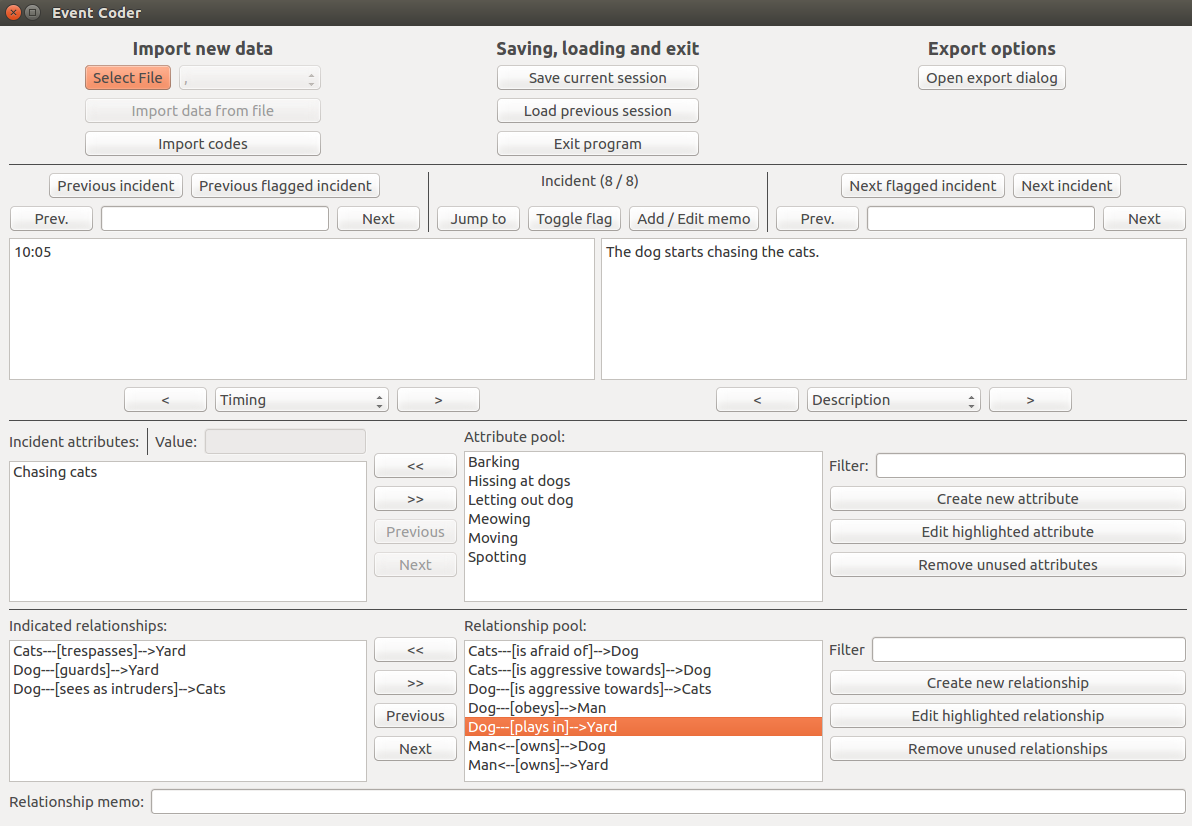 Event Coder
Import new data
Saving, loading and exit
Export options
Select File
,
Save current session
Open export dialog
Import data from file
Load previous session
Import codes
Exit program
Previous incident
Previous flagged incident
Incident (8 / 8)
Next flagged incident
Next incident
Prev.
Next
Jump to
Toggle flag
Add / Edit memo
Prev.
Next
10:05
The dog starts chasing the cats.
<
Timing
>
<
Description
>
Incident attributes:
Value:
Chasing cats
<<
>>
Previous
Next
Attribute pool:
Barking
Hissing at dogs
Letting out dog
Meowing
Moving
Spotting
Filter:
Create new attribute
Edit highlighted attribute
Remove unused attributes
Indicated relationships:
Cats---[trespasses]-->Yard
Dog---[guards]-->Yard
Dog---[sees as intruders]-->Cats
<<
>>
Previous
Next
Relationship pool:
Cats---[is afraid of]-->Dog
Cats---[is aggressive towards]-->Dog
Dog---[is aggressive towards]-->Cats
Dog---[obeys]-->Man
Dog---[plays in]-->Yard
Man<--[owns]-->Dog
Man<--[owns]-->Yard
Filter
Create new relationship
Edit highlighted relationship
Remove unused relationships
Relationship memo: